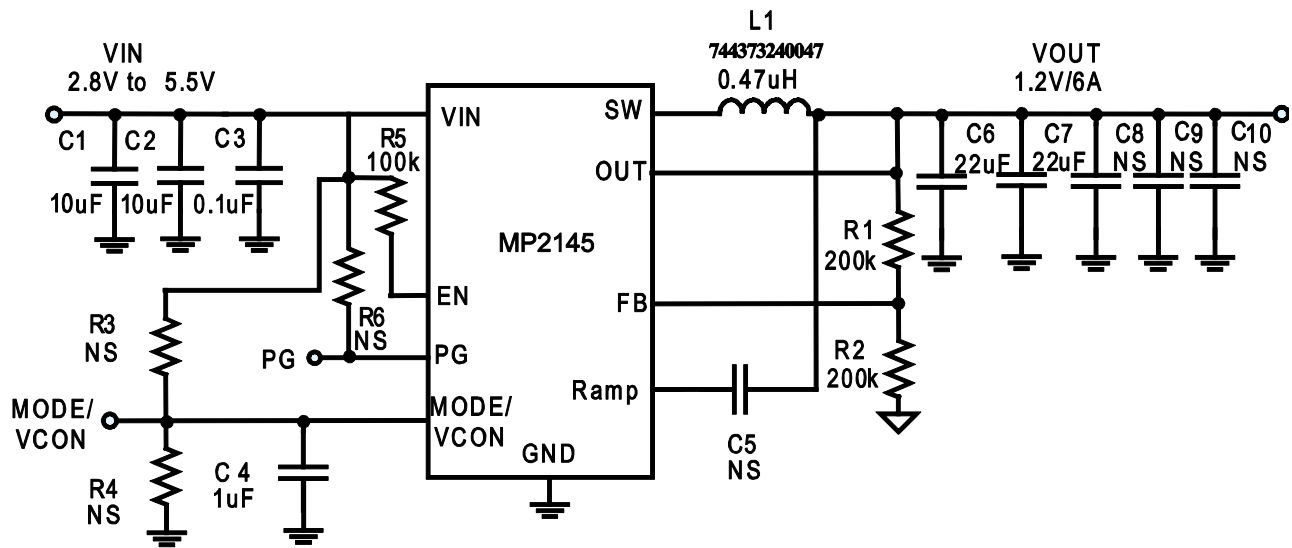 L1
744373240047
0.47uH
VIN
2.8V to 5.5V
VOUT
1.2V/6A
VIN
SW
C1
C2
C3
R5
100k
C6
22uF
C7
22uF
C8
NS
C9
NS
C10
NS
10uF
10uF
0.1uF
OUT
MP2145
R1
200k
EN
FB
R3
NS
R6
NS
PG
PG
R2
200k
Ramp
MODE/
VCON
MODE/
VCON
C5
NS
GND
R4
NS
C 4
1uF